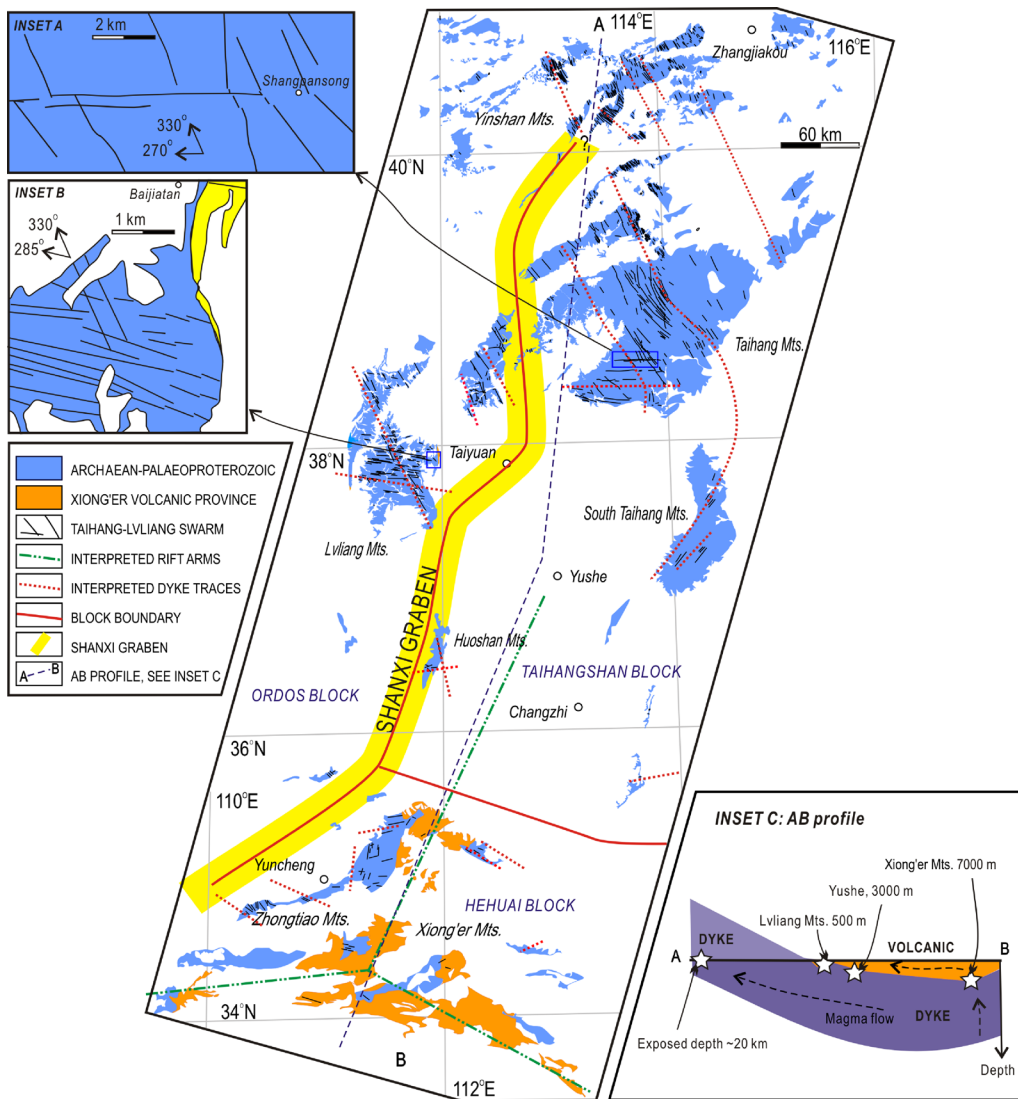 INSET A
2 km
Shangpansong
330°
270°
INSET B
Baijiatan
1 km
330°
285°
ARCHAEAN-PALAEOPROTEROZOIC
XIONG'ER VOLCANIC PROVINCE
TAIHANG-LVLIANG SWARM
INTERPRETED RIFT ARMS
INTERPRETED DYKE TRACES
BLOCK BOUNDARY
SHANXI GRABEN
A B AB PROFILE, SEE INSET C
A
114°E
Zhangjiakou
116°E
Yinshan Mts.
?
60 km
40°N
Taihang Mts.
38°N
Taiyuan
South Taihang Mts.
Lvliang Mts.
Yushe
SHANXI GRABEN
Huoshan Mts.
TAIHANGSHAN BLOCK
ORDOS BLOCK
Changzhi
36°N
110°E
Yuncheng
HEHUAI BLOCK
Zhongtiao Mts.
Xiong'er Mts.
34°N
B
112°E
INSET C: AB profile
Xiong'er Mts. 7000 m
Yushe, 3000 m
Lvliang Mts. 500 m
DYKE
VOLCANIC
A
B
DYKE
Magma flow
Exposed depth ~20 km
Depth